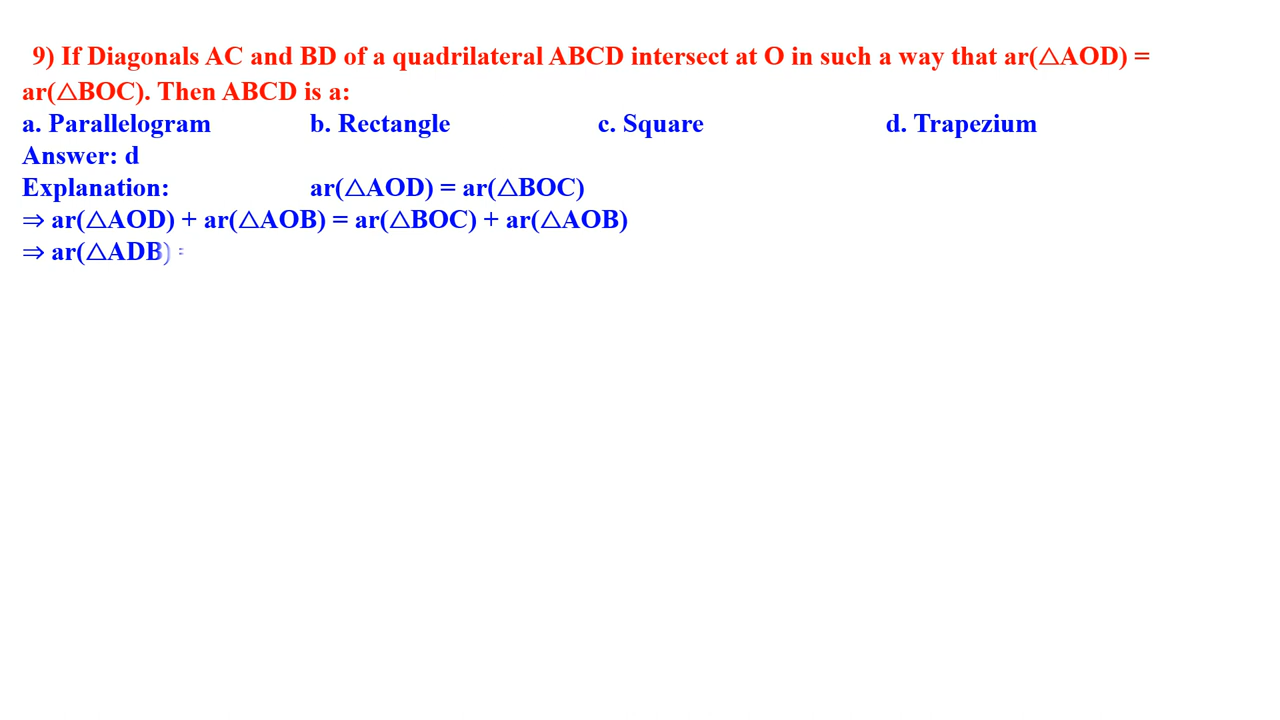 9) If Diagonals AC and BD of a quadrilateral ABCD intersect at O in such a way that ar(△AOD) =
ar(△BOC). Then ABCD is a:
a. Parallelogram b. Rectangle c. Square d. Trapezium
Answer: d
Explanation: ar(△AOD) = ar(△BOC)
⇒ ar(△AOD) + ar(△AOB) = ar(△BOC) + ar(△AOB)
⇒ ar(△ADB) =